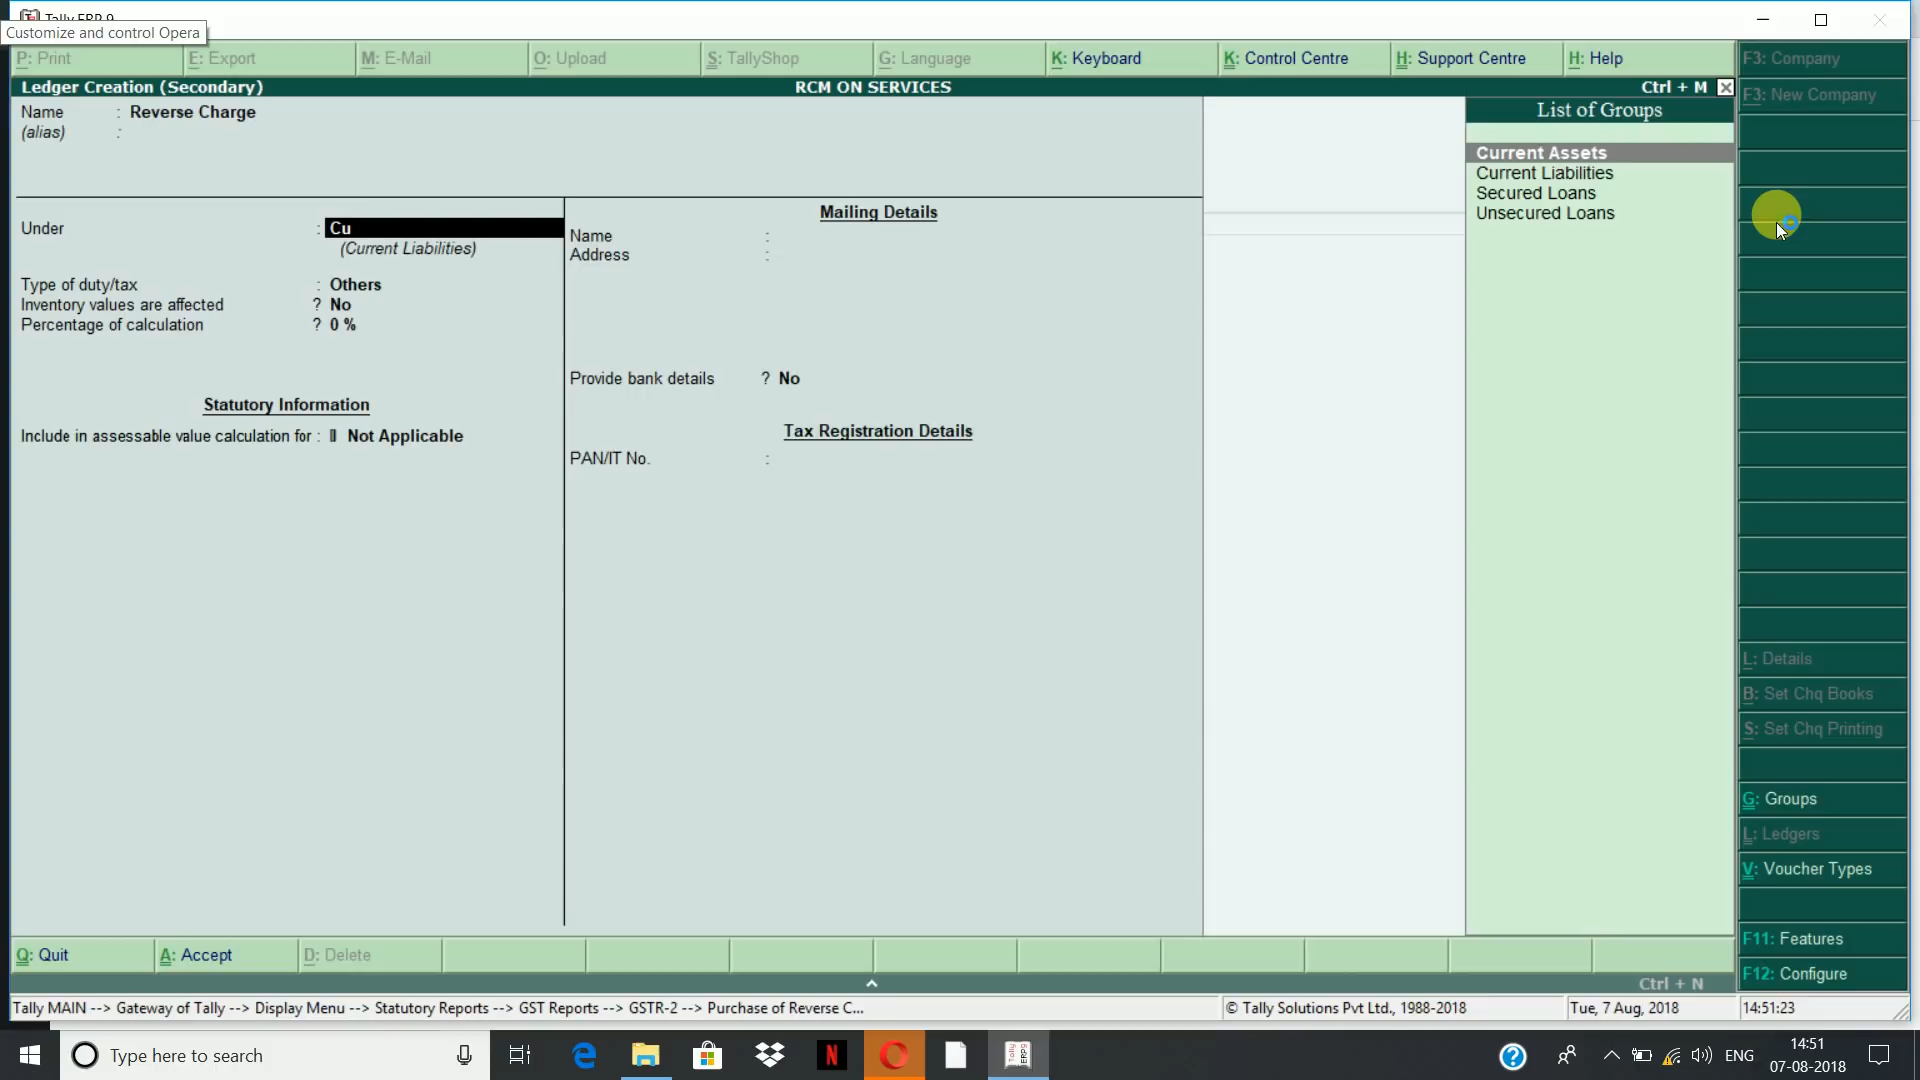 Tally ERP 9
Customize and control Opera
P: Print
E: Export
M: E-Mail
O: Upload
S: TallyShop
G: Language
K: Keyboard
K: Control Centre
H: Support Centre
H: Help
F3: Company
Ledger Creation (Secondary)
RCM ON SERVICES
Ctrl + M
F3: New Company
Name : Reverse Charge
(alias) :
List of Groups
Current Assets
Current Liabilities
Secured Loans
Unsecured Loans
Under : Cu
(Current Liabilities)
Type of duty/tax : Others
Inventory values are affected ? No
Percentage of calculation ? 0 %
Statutory Information
Include in assessable value calculation for : Not Applicable
Mailing Details
Name :
Address :
Provide bank details ? No
Tax Registration Details
PAN/IT No. :
L: Details
B: Set Chq Books
S: Set Chq Printing
G: Groups
L: Ledgers
V: Voucher Types
F11: Features
F12: Configure
Q: Quit
A: Accept
D: Delete
Ctrl + N
Tally MAIN --> Gateway of Tally --> Display Menu --> Statutory Reports --> GST Reports --> GSTR-2 --> Purchase of Reverse C...
© Tally Solutions Pvt Ltd., 1988-2018
Tue, 7 Aug, 2018
14:51:23
Type here to search
N
Tally
ERP9
ENG
14:51
07-08-2018